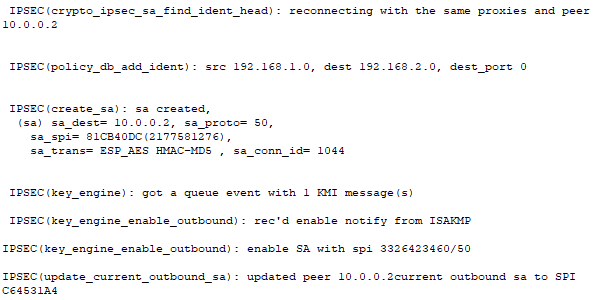 IPSEC(crypto_ipsec_sa_find_ident_head): reconnecting with the same proxies and peer
10.0.0.2
IPSEC(policy_db_add_ident): src 192.168.1.0, dest 192.168.2.0, dest_port 0
IPSEC(create_sa): sa created,
(sa) sa_dest= 10.0.0.2, sa_proto= 50,
sa_spi= 81CB40DC(2177581276),
sa_trans= ESP_AES HMAC-MD5 , sa_conn_id= 1044
IPSEC(key_engine): got a queue event with 1 KMI message(s)
IPSEC(key_engine_enable_outbound): rec'd enable notify from ISAKMP
IPSEC(key_engine_enable_outbound): enable SA with spi 3326423460/50
IPSEC(update_current_outbound_sa): updated peer 10.0.0.2current outbound sa to SPI
C64531A4